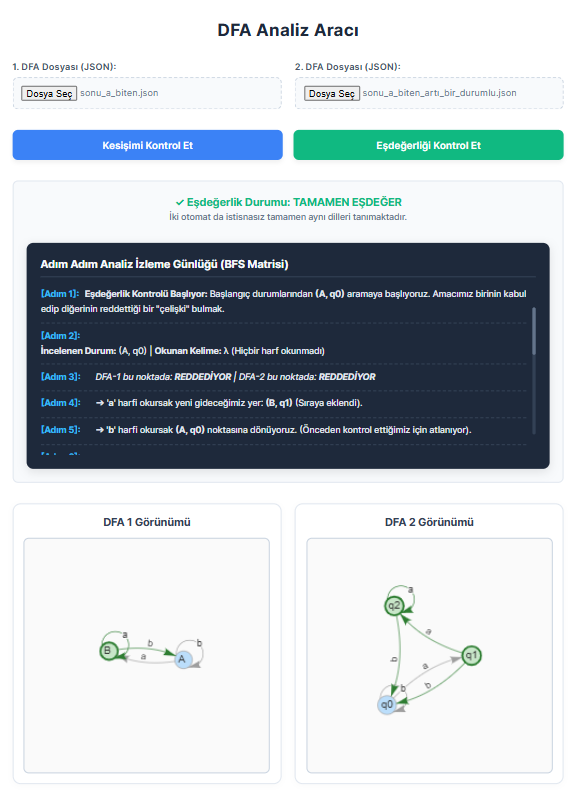 DFA Analiz Aracı
1. DFA Dosyası (JSON):
2. DFA Dosyası (JSON):
Dosya Seç sonu_a_biten.json
Dosya Seç sonu_a_biten_artı_bir_durumlu.json
Kesişimi Kontrol Et
Eşdeğerliği Kontrol Et
✓ Eşdeğerlik Durumu: TAMAMEN EŞDEĞER
İki otomat da istisnasız tamamen aynı dilleri tanımaktadır.
Adım Adım Analiz İzleme Günlüğü (BFS Matrisi)
[Adım 1]: Eşdeğerlik Kontrolü Başlıyor: Başlangıç durumlarından (A, q0) aramaya başlıyoruz. Amacımız birinin kabul
edip diğerinin reddettiği bir "çelişki" bulmak.
[Adım 2]:
İncelenen Durum: (A, q0) | Okunan Kelime: λ (Hiçbir harf okunmadı)
[Adım 3]: DFA-1 bu noktada: REDDEDİYOR | DFA-2 bu noktada: REDDEDİYOR
[Adım 4]: ➔ 'a' harfi okursak yeni gideceğimiz yer: (B, q1) (Sıraya eklendi).
[Adım 5]: ➔ 'b' harfi okursak (A, q0) noktasına dönüyoruz. (Önceden kontrol ettiğimiz için atlanıyor).
DFA 1 Görünümü
DFA 2 Görünümü
a
b
b
B
a
A
a
q2
a
b
a
q1
b
b
q0